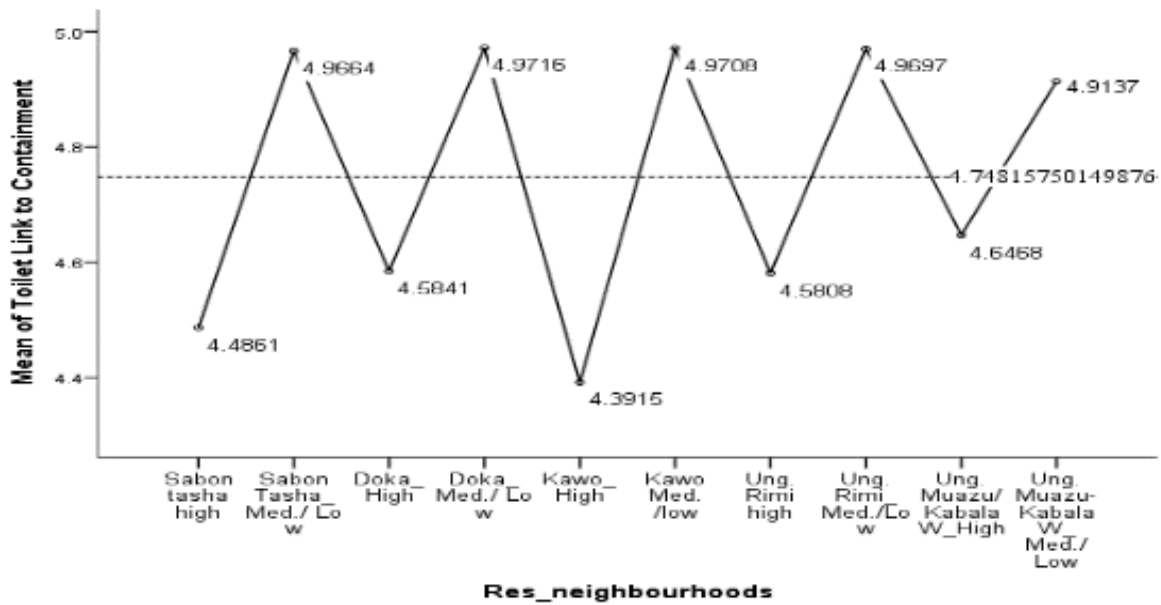 Mean of Toilet Link to Containment
5.0
4.8
4.6
4.4
4.4861
4.9664
4.5841
4.9716
4.3915
4.9708
4.5808
4.9697
4.6468
4.9137
4.74815750149876
Sabon
tasha
high
Sabon
Tasha_
Med./ Lo
w
Doka_
High
Doka_
Med./ Lo
w
Kawo_
High
Kawo
Med.
/low
Ung.
Rimi
high
Ung.
Rimi_
Med./Lo
w
Ung.
Muazu/
Kabala
W_High
Ung.
Muazu-
Kabala
W_
Med./
Low
Res_neighbourhoods